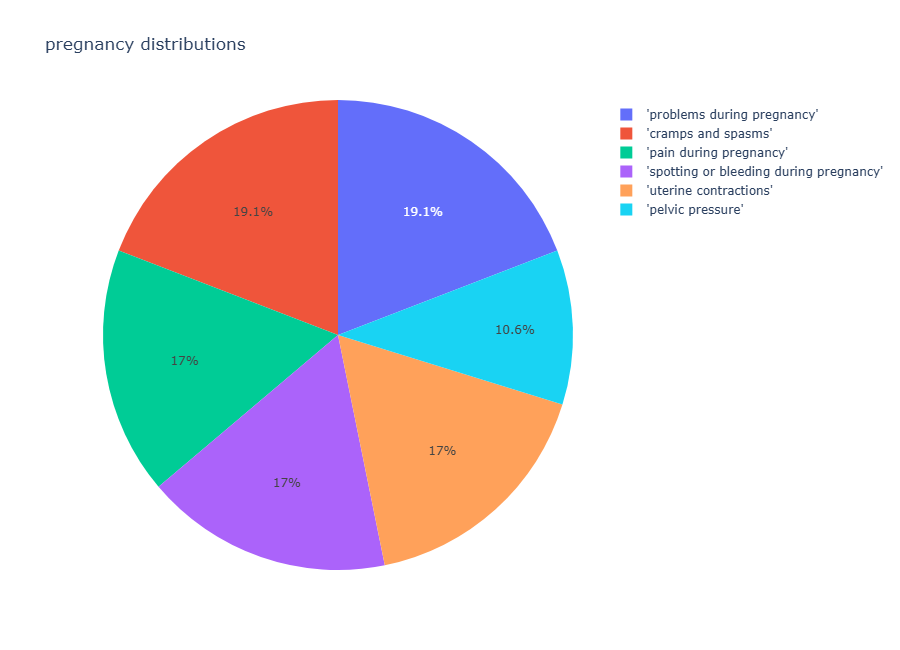 pregnancy distributions
'problems during pregnancy'
'cramps and spasms'
'pain during pregnancy'
'spotting or bleeding during pregnancy'
'uterine contractions'
'pelvic pressure'
19.1%
19.1%
10.6%
17%
17%
17%